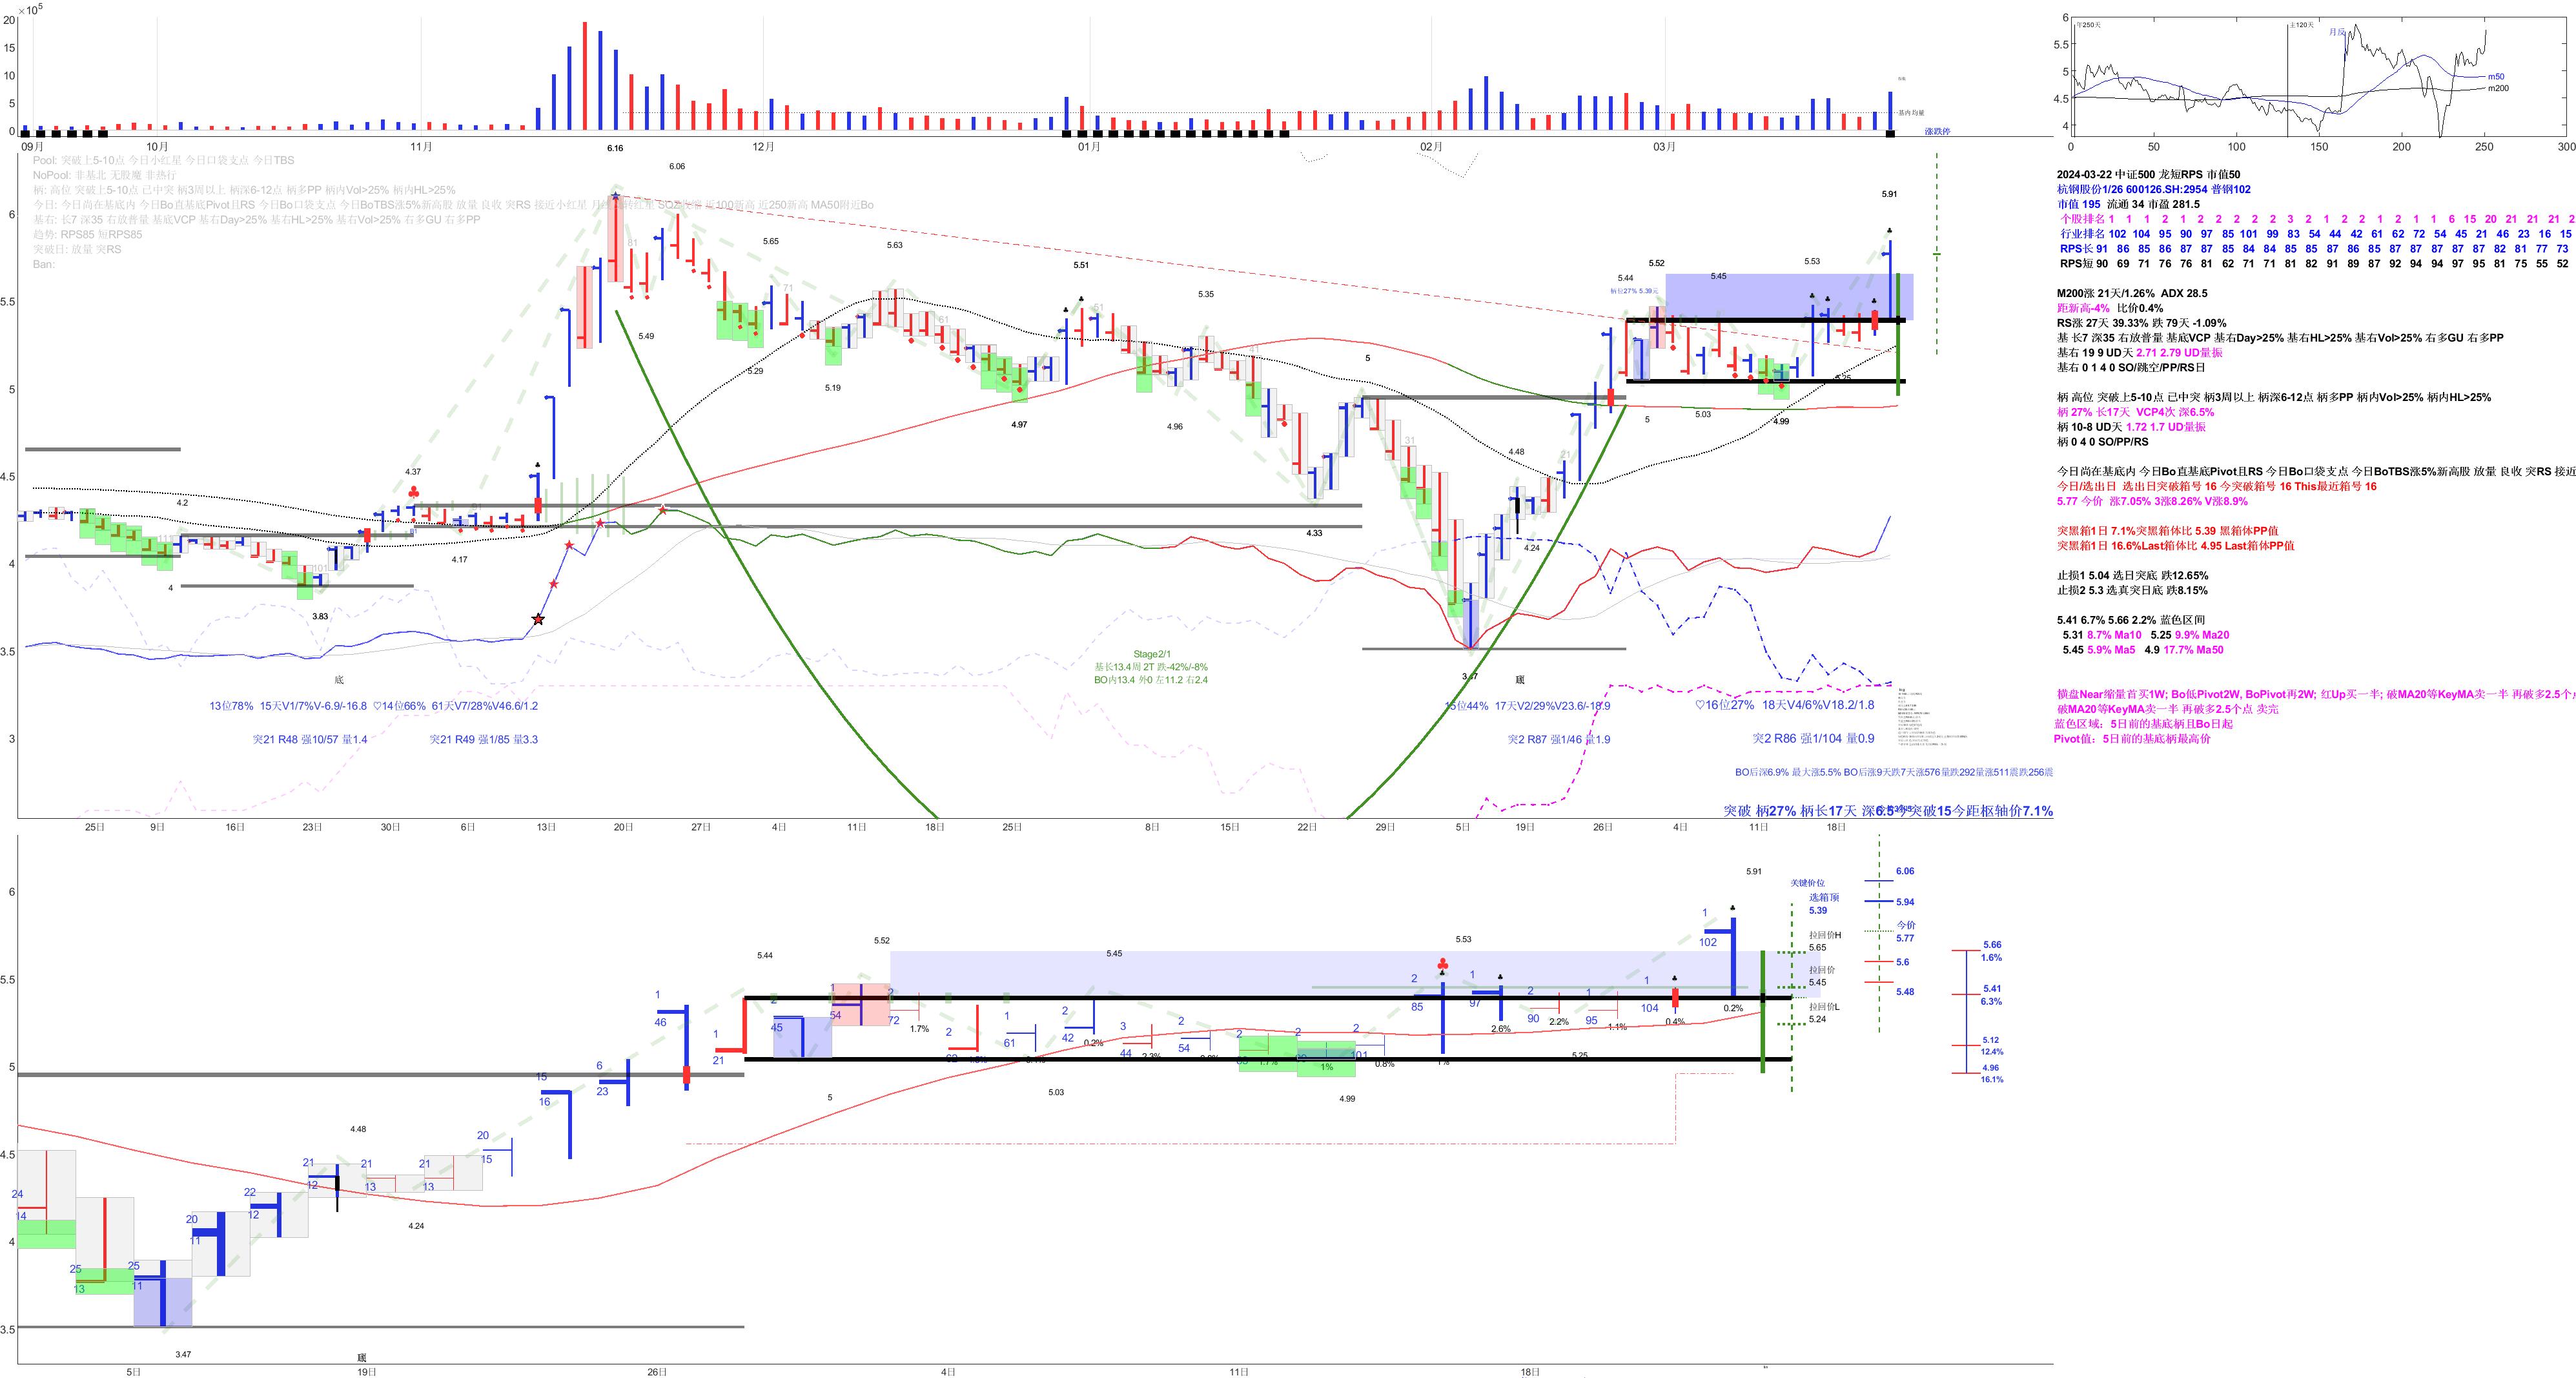 ×10⁵
20
15
10
5
0
基内均量
涨跌停
09月
10月
11月
12月
01月
02月
03月
Pool: 突破上5-10点 今日小红星 今日口袋支点 今日TBS
NoPool: 非基北 无股魔 非热行
柄: 高位 突破上5-10点 已中突 柄3周以上 柄深6-12点 柄多PP 柄内Vol>25% 柄内HL>25%
今日: 今日尚在基底内 今日Bo直基底Pivot且RS 今日Bo口袋支点 今日BoTBS涨5%新高股 放量 良收 突RS 接近小红星
近100新高 近250新高 MA50附近Bo
基右: 长7 深35 右放普量 基底VCP 基右Day>25% 基右HL>25% 基右Vol>25% 右多GU 右多PP
趋势: RPS85 短RPS85
突破日: 放量 突RS
Ban:
6
5.5
5
4.5
4
3.5
3
6.16
6.06
5.65
5.63
5.51
5.35
5
5.44
5.52
5.45
5.53
5.91
柄位27% 5.39元
81
71
61
51
41
31
21
5.49
5.29
5.19
4.97
4.96
4.33
4.48
4.24
5
5.03
4.99
5.25
4.37
4.2
4.17
4
3.83
101
底
底
Stage2/1
基长13.4周 2T 跌-42%/-8%
BO内13.4 外0 左11.2 右2.4
13位78% 15天V1/7%V-6.9/-16.8 ♡14位66% 61天V7/28%V46.6/1.2
突21 R48 强10/57 量1.4
突21 R49 强1/85 量3.3
15位44% 17天V2/29%V23.6/-18.9
♡16位27% 18天V4/6%V18.2/1.8
突2 R87 强1/46 量1.9
突2 R86 强1/104 量0.9
BO后深6.9% 最大涨5.5% BO后涨9天跌7天涨576量跌292量涨511震跌256震
突破 柄27% 柄长17天 深6.5 突破15今距枢轴价7.1%
25日
9日
16日
23日
30日
6日
13日
20日
27日
4日
11日
18日
25日
8日
15日
22日
29日
5日
19日
26日
4日
11日
18日
6
5.5
5
4.5
4
3.5
24
14
25
13
25
11
20
11
22
12
21
12
21
13
21
13
20
15
15
16
6
23
1
46
1
21
45
1
54
2
72
1.7%
2
1
61
2
42
0.2%
3
44
2.3%
2
54
2
2
1%
2
101
0.8%
2
85
1%
1
97
2.6%
2
90
2.2%
1
95
1.1%
1
104
0.4%
1
102
0.2%
5.44
5.52
5.45
5.53
5.91
4.48
4.24
3.47
5
5.03
4.99
5.25
底
5日
19日
26日
4日
11日
18日
关键价位
选箱顶
5.39
拉回价H
5.65
拉回价
5.45
拉回价L
5.24
6.06
5.94
今价
5.77
5.6
5.48
5.66
1.6%
5.41
6.3%
5.12
12.4%
4.96
16.1%
6
5.5
5
4.5
4
年250天
主120天
月反
m50
m200
0
50
100
150
200
250
300
2024-03-22 中证500 龙短RPS 市值50
杭钢股份1/26 600126.SH:2954 普钢102
市值 195 流通 34 市盈 281.5
个股排名 1 1 1 2 1 2 2 2 2 2 3 2 1 2 2 1 2 1 1 6 15 20 21 21 21 2
行业排名 102 104 95 90 97 85 101 99 83 54 44 42 61 62 72 54 45 21 46 23 16 15
RPS长 91 86 85 86 87 87 85 84 84 85 85 87 86 85 87 87 87 87 87 82 81 77 73
RPS短 90 69 71 76 76 81 62 71 71 81 82 91 89 87 92 94 94 97 95 81 75 55 52
M200涨 21天/1.26% ADX 28.5
距新高-4% 比价0.4%
RS涨 27天 39.33% 跌 79天 -1.09%
基 长7 深35 右放普量 基底VCP 基右Day>25% 基右HL>25% 基右Vol>25% 右多GU 右多PP
基右 19 9 UD天 2.71 2.79 UD量振
基右 0 1 4 0 SO/跳空/PP/RS日
柄 高位 突破上5-10点 已中突 柄3周以上 柄深6-12点 柄多PP 柄内Vol>25% 柄内HL>25%
柄 27% 长17天 VCP4次 深6.5%
柄 10-8 UD天 1.72 1.7 UD量振
柄 0 4 0 SO/PP/RS
今日尚在基底内 今日Bo直基底Pivot且RS 今日Bo口袋支点 今日BoTBS涨5%新高股 放量 良收 突RS 接近
今日/选出日 选出日突破箱号 16 今突破箱号 16 This最近箱号 16
5.77 今价 涨7.05% 3涨8.26% V涨8.9%
突黑箱1日 7.1%突黑箱体比 5.39 黑箱体PP值
突黑箱1日 16.6%Last箱体比 4.95 Last箱体PP值
止损1 5.04 选日突底 跌12.65%
止损2 5.3 选真突日底 跌8.15%
5.41 6.7% 5.66 2.2% 蓝色区间
5.31 8.7% Ma10 5.25 9.9% Ma20
5.45 5.9% Ma5 4.9 17.7% Ma50
横盘Near缩量首买1W; Bo低Pivot2W, BoPivot再2W; 红Up买一半; 破MA20等KeyMA卖一半 再破多2.5个
破MA20等KeyMA卖一半 再破多2.5个点 卖完
蓝色区域：5日前的基底柄且Bo日起
Pivot值：5日前的基底柄最高价